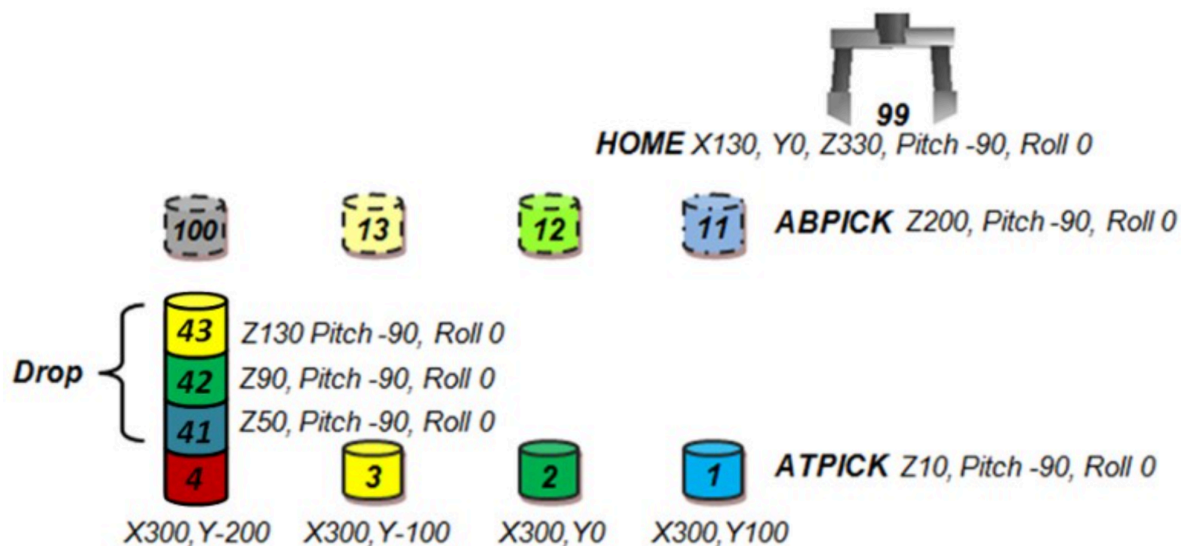 99
HOME X130, Y0, Z330, Pitch -90, Roll 0
100 13 12 11 ABPICK Z200, Pitch -90, Roll 0
43 Z130 Pitch -90, Roll 0
Drop 42 Z90, Pitch -90, Roll 0
41 Z50, Pitch -90, Roll 0
4 3 2 1 ATPICK Z10, Pitch -90, Roll 0
X300,Y-200 X300,Y-100 X300,Y0 X300,Y100